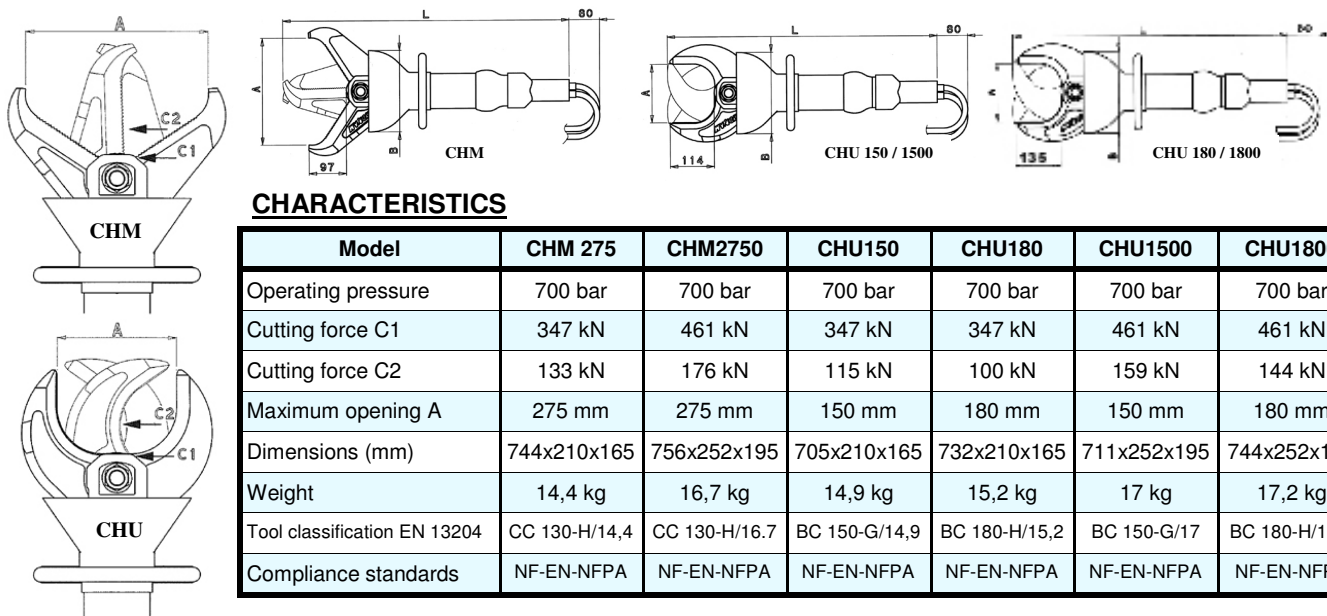 A
C2
C1
CHM
A
C2
C1
CHU
L
80
A
B
97
CHM
L
80
A
B
114
CHU 150 / 1500
80
A
135
CHU 180 / 1800
CHARACTERISTICS
Model CHM 275 CHM2750 CHU150 CHU180 CHU1500 CHU180
Operating pressure 700 bar 700 bar 700 bar 700 bar 700 bar 700 bar
Cutting force C1 347 kN 461 kN 347 kN 347 kN 461 kN 461 kN
Cutting force C2 133 kN 176 kN 115 kN 100 kN 159 kN 144 kN
Maximum opening A 275 mm 275 mm 150 mm 180 mm 150 mm 180 mm
Dimensions (mm) 744x210x165 756x252x195 705x210x165 732x210x165 711x252x195 744x252x1
Weight 14,4 kg 16,7 kg 14,9 kg 15,2 kg 17 kg 17,2 kg
Tool classification EN 13204 CC 130-H/14,4 CC 130-H/16.7 BC 150-G/14,9 BC 180-H/15,2 BC 150-G/17 BC 180-H/1
Compliance standards NF-EN-NFPA NF-EN-NFPA NF-EN-NFPA NF-EN-NFPA NF-EN-NFPA